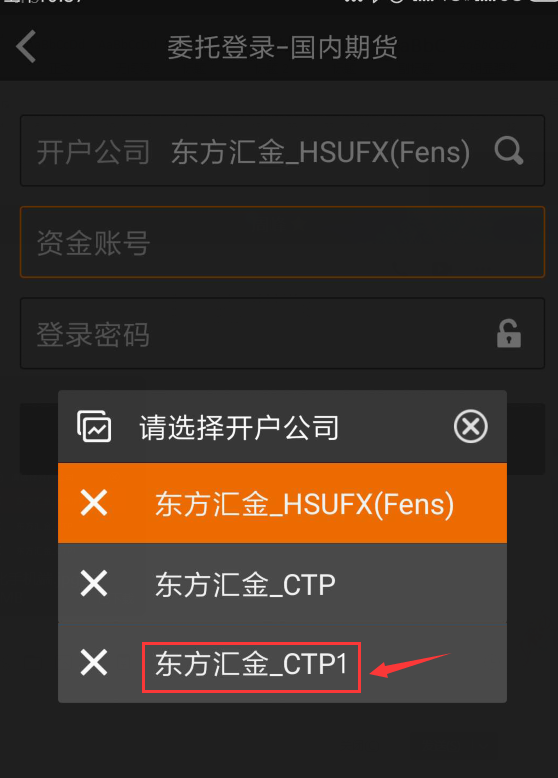 委托登录-国内期货
开户公司 东方汇金_HSUFX(Fens)
资金账号
登录密码
请选择开户公司
东方汇金_HSUFX(Fens)
东方汇金_CTP
东方汇金_CTP1